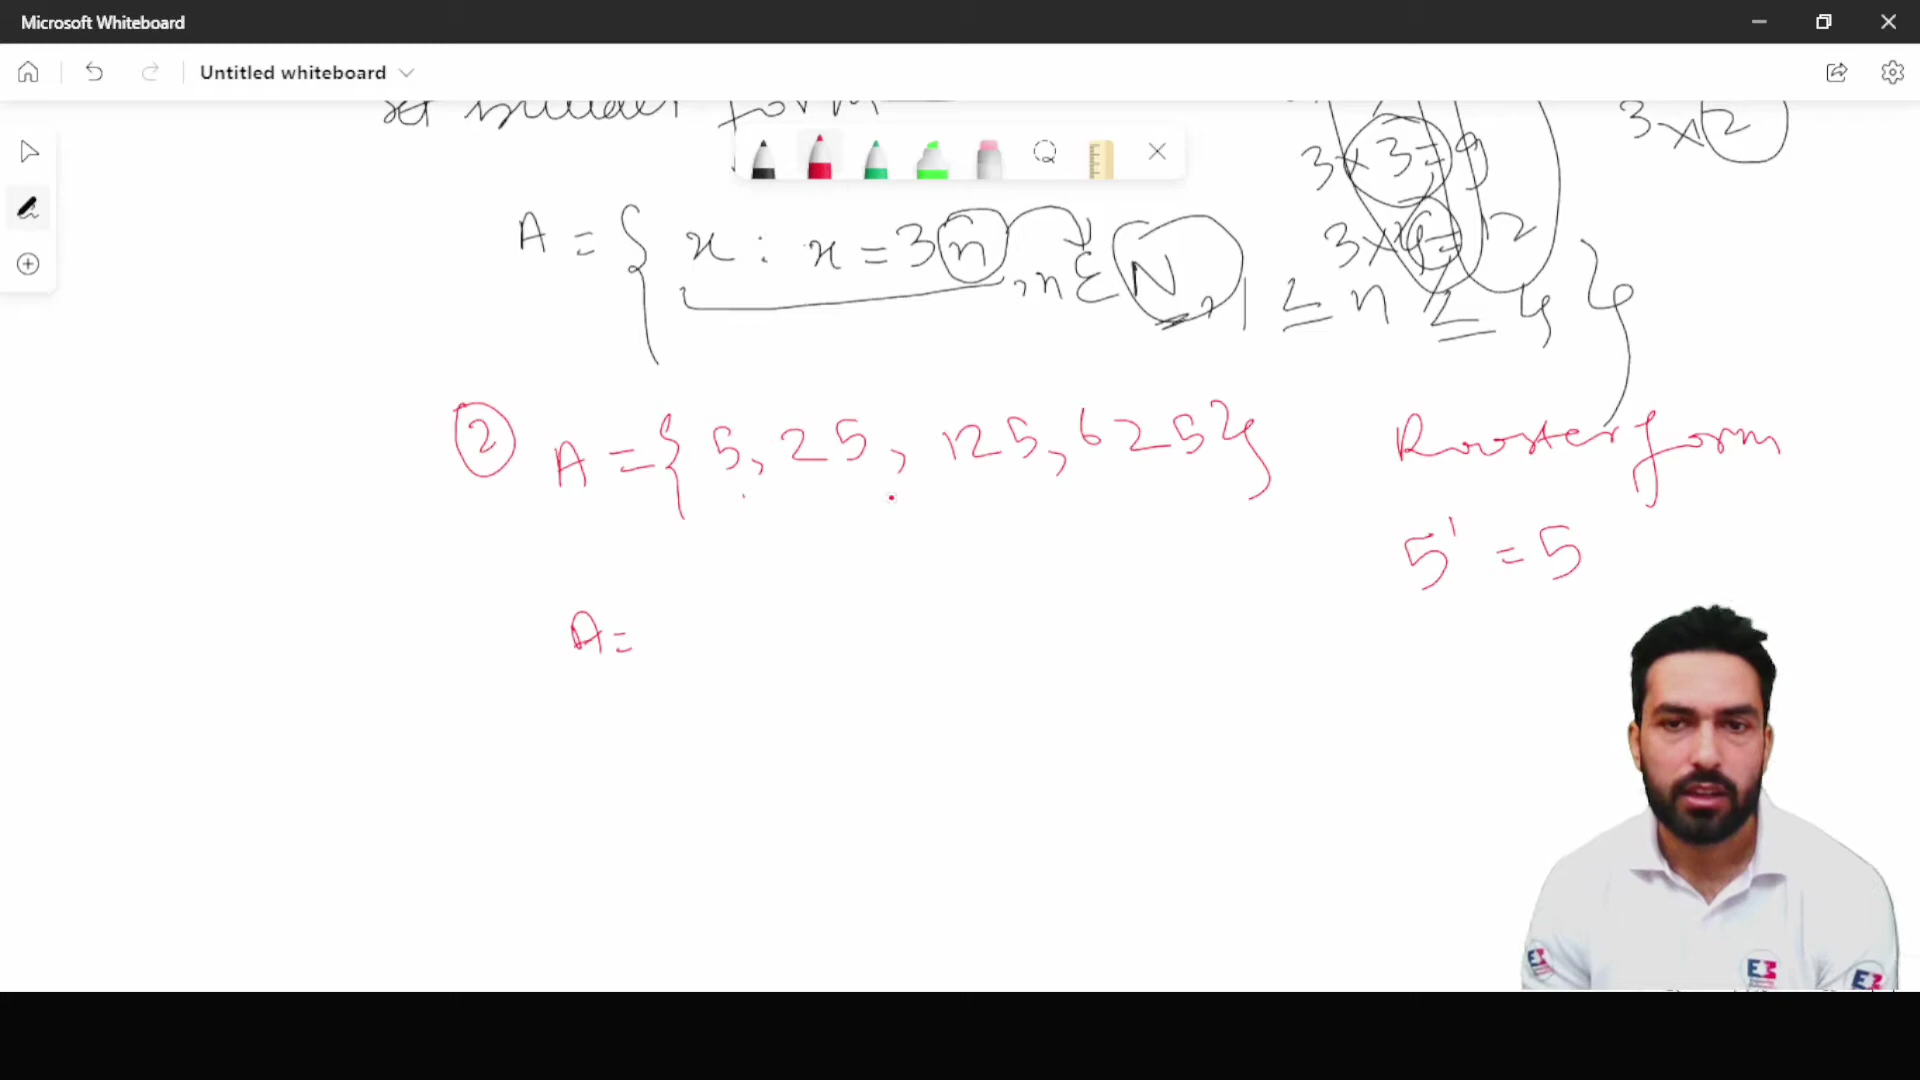 Microsoft Whiteboard
Untitled whiteboard
set builder form
3 × 2
3 × 3 = 9
3 × 4 = 12
A = { x : x = 3n , n ∈ N , 1 ≤ n ≤ 4 }
② A = { 5, 25, 125, 625 } Rooster form
5¹ = 5
A =